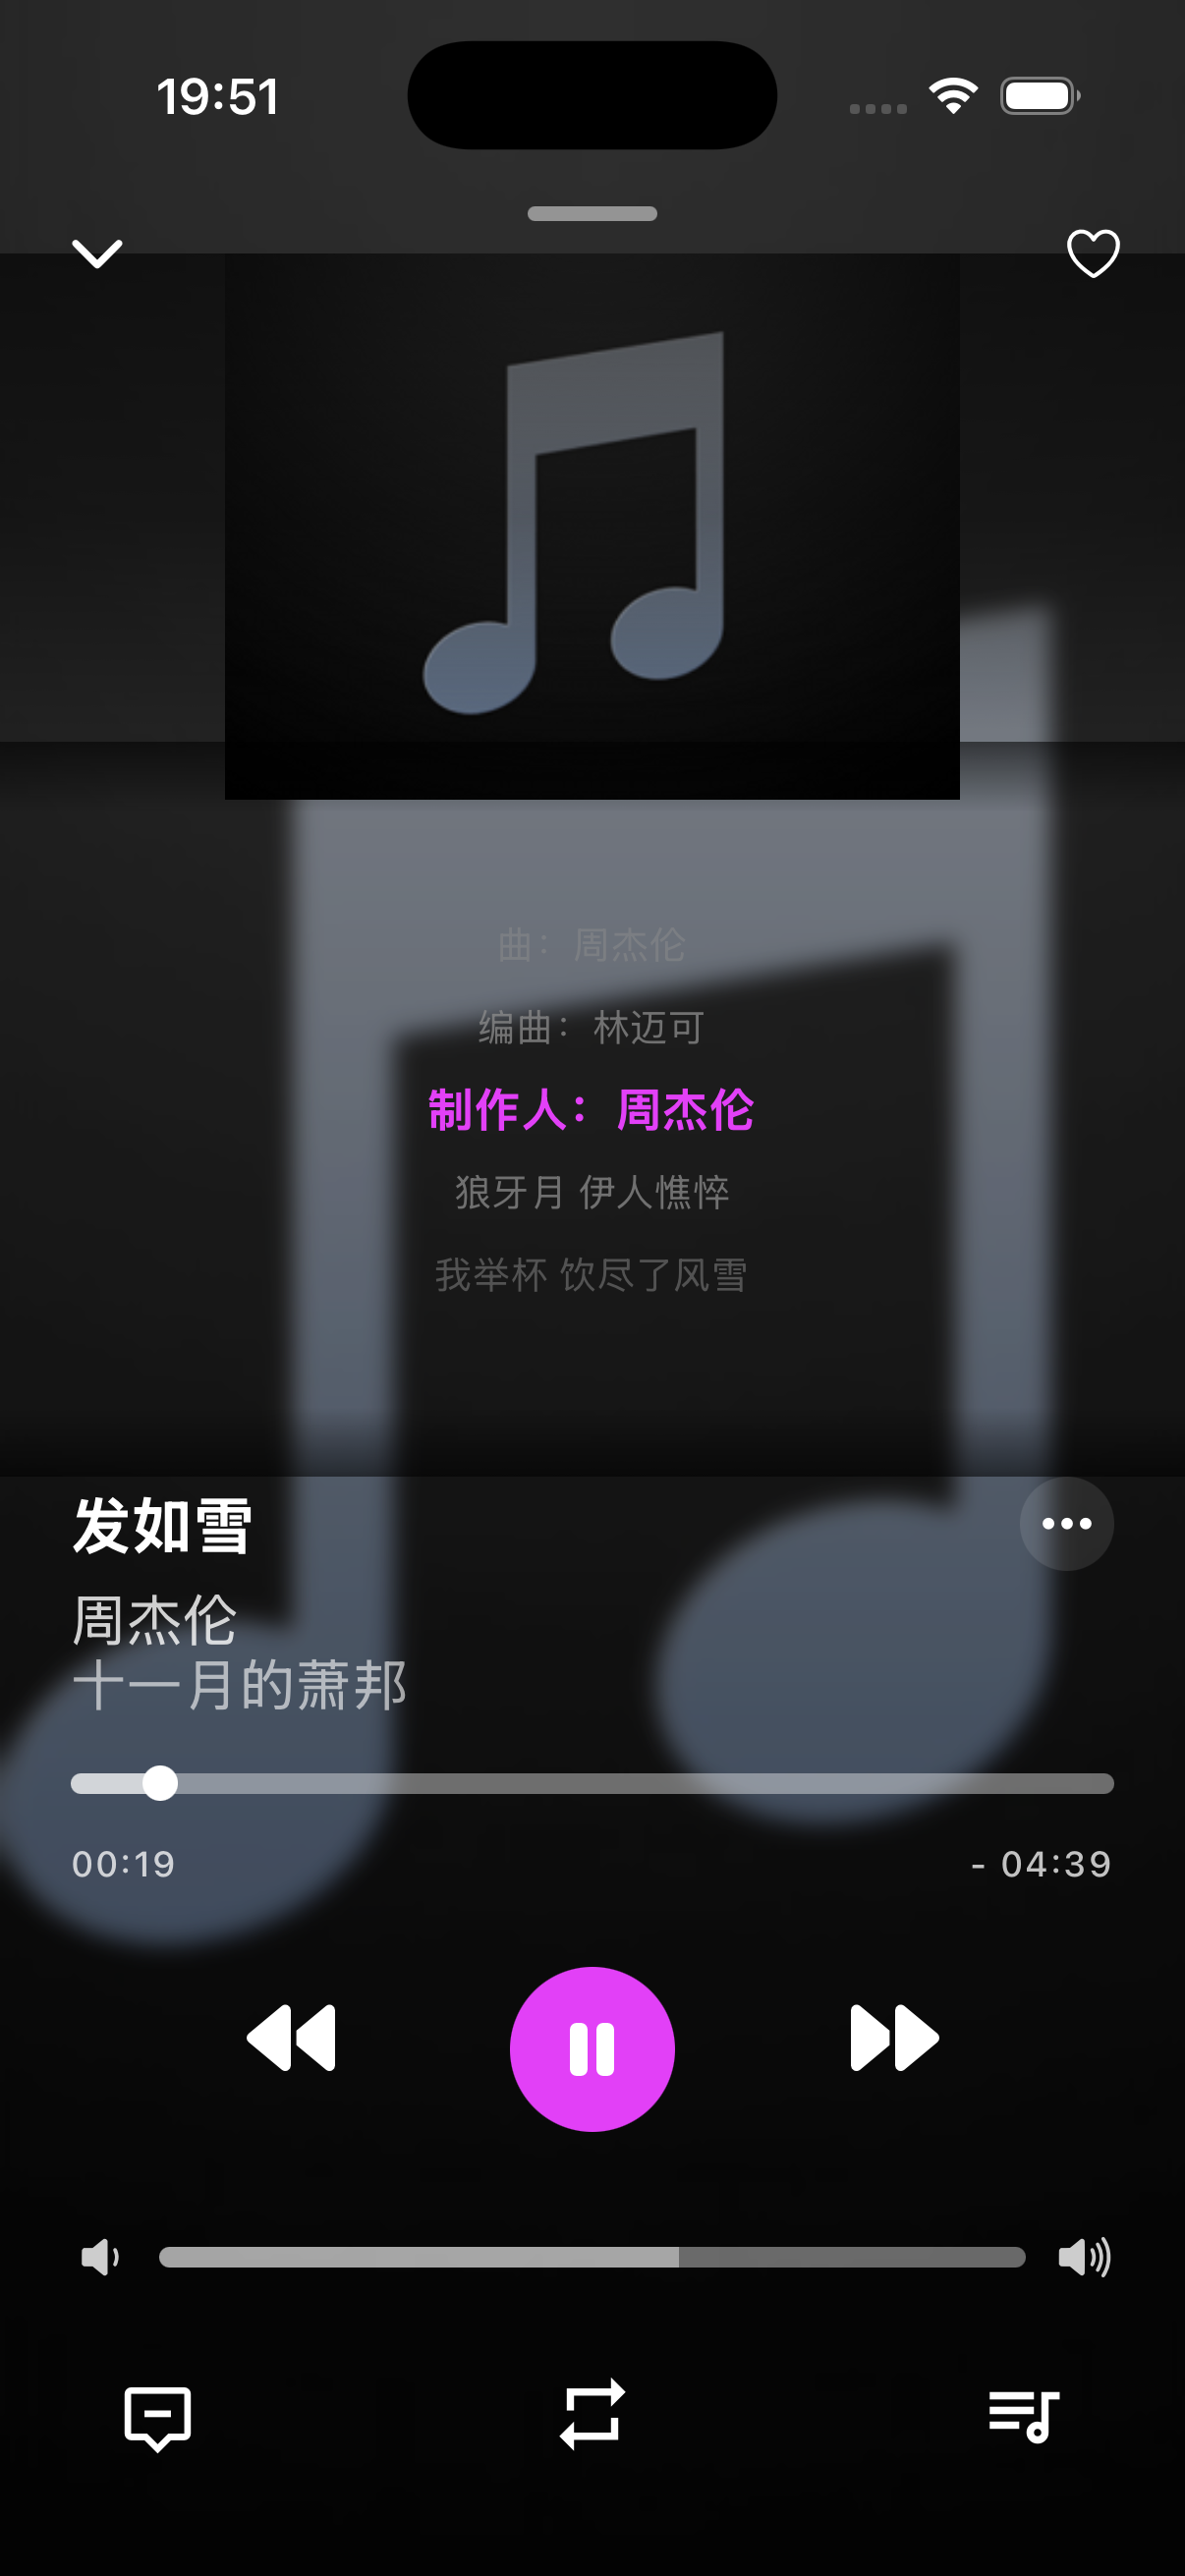 19:51
曲：周杰伦
编曲：林迈可
制作人：周杰伦
狼牙月 伊人憔悴
我举杯 饮尽了风雪
发如雪
周杰伦
十一月的萧邦
00:19
- 04:39